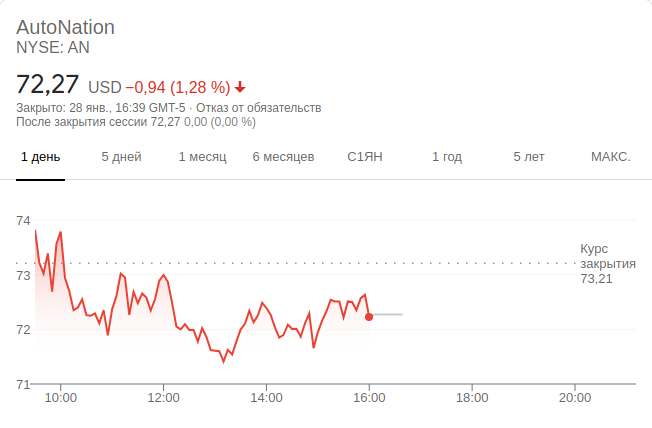 AutoNation
NYSE: AN
72,27 USD −0,94 (1,28 %)
Закрыто: 28 янв., 16:39 GMT-5 · Отказ от обязательств
После закрытия сессии 72,27 0,00 (0,00 %)
1 день 5 дней 1 месяц 6 месяцев С1ЯН 1 год 5 лет МАКС.
74
Курс
закрытия
73,21
73
72
71
10:00 12:00 14:00 16:00 18:00 20:00